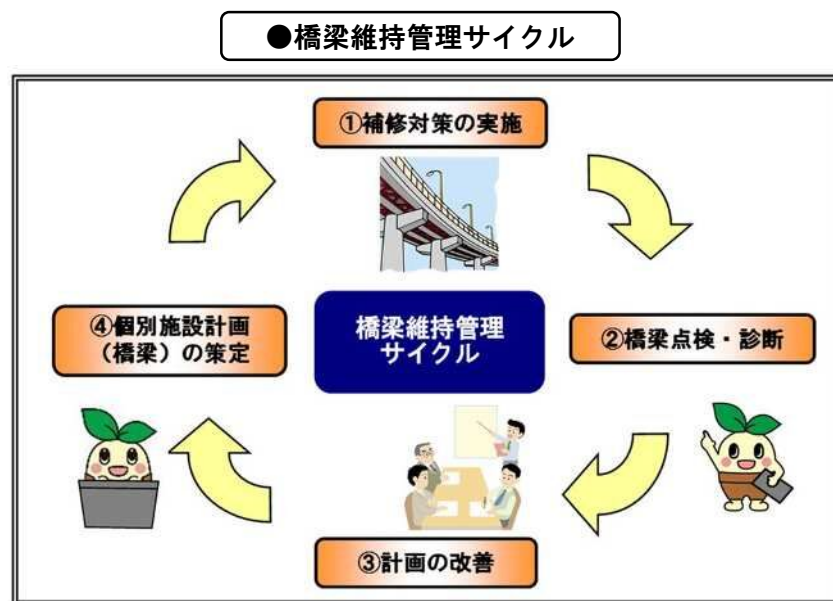 ●橋梁維持管理サイクル
①補修対策の実施
④個別施設計画
（橋梁）の策定
橋梁維持管理
サイクル
②橋梁点検・診断
③計画の改善